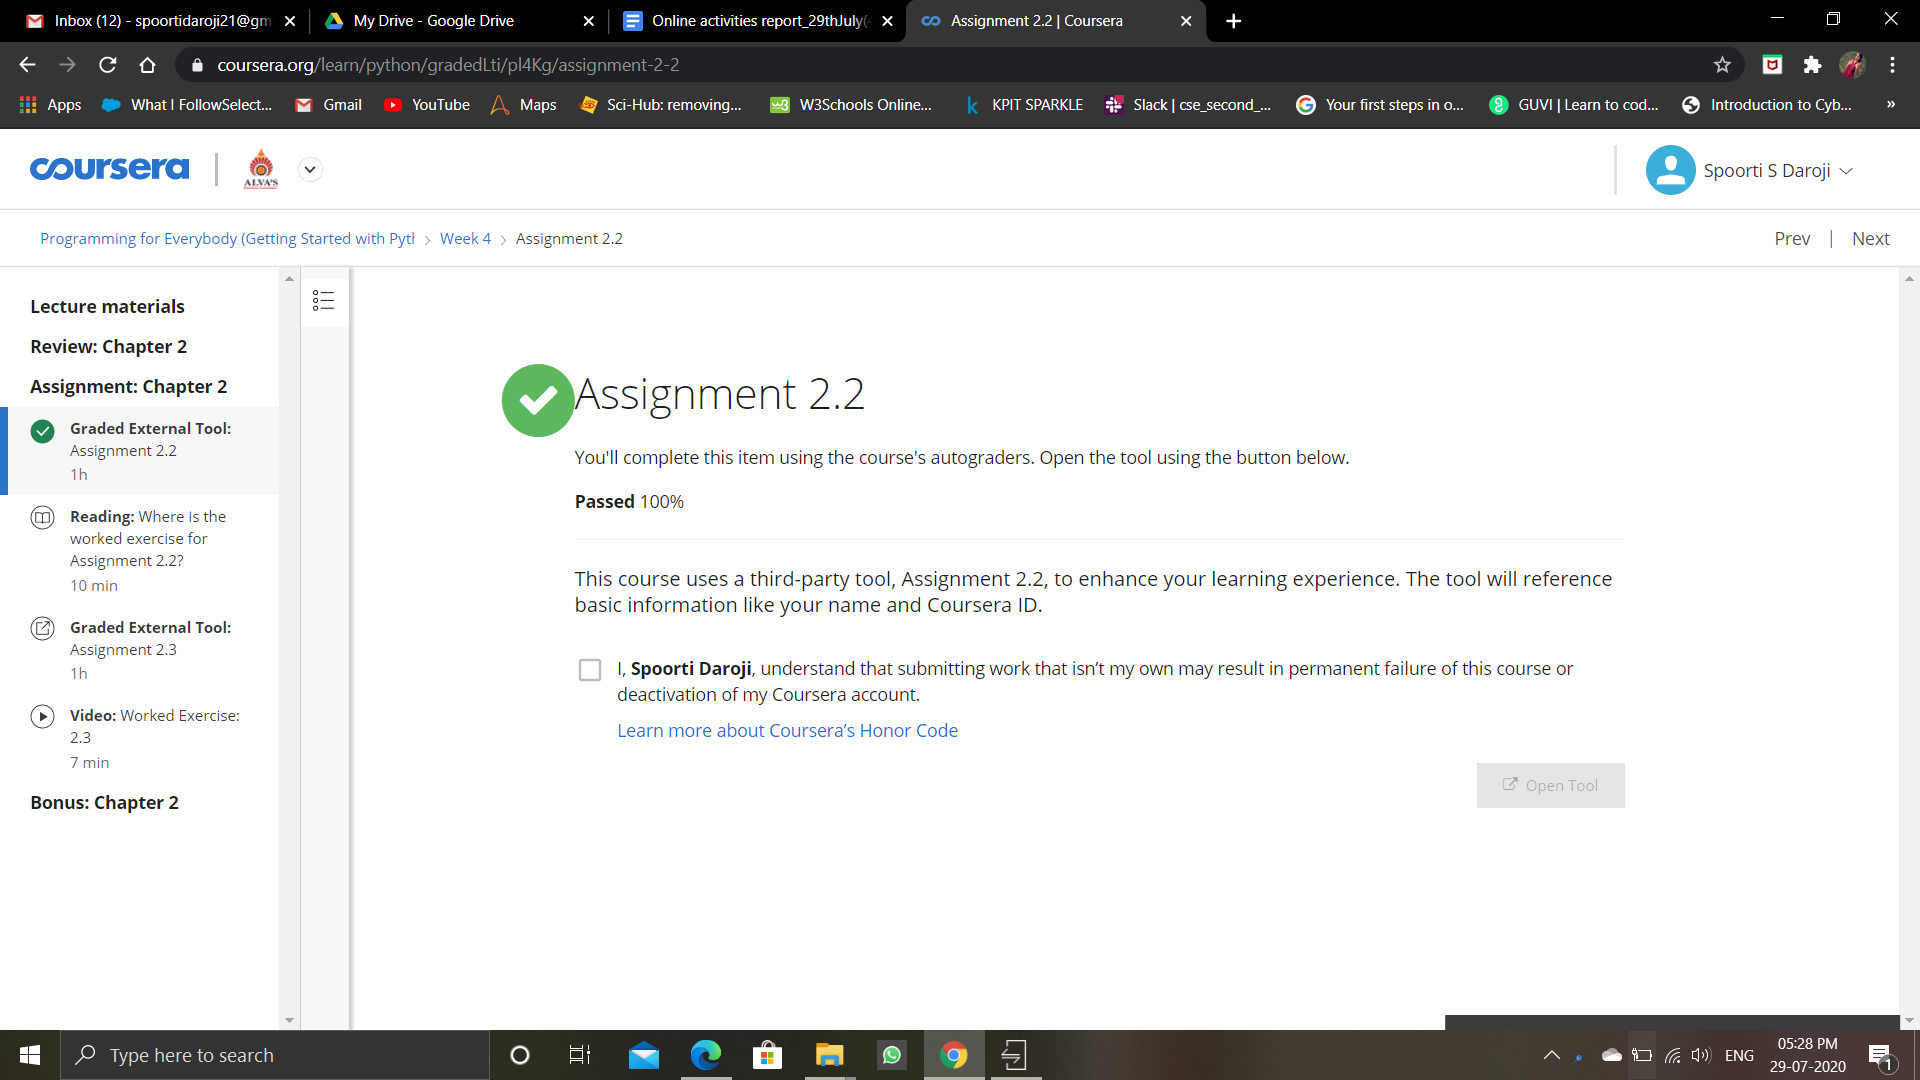 Inbox (12) - spoortidaroji21@gm
My Drive - Google Drive
Online activities report_29thJuly(
Assignment 2.2 | Coursera
coursera.org/learn/python/gradedLti/pl4Kg/assignment-2-2
Apps
What I FollowSelect...
Gmail
YouTube
Maps
Sci-Hub: removing...
W3Schools Online...
KPIT SPARKLE
Slack | cse_second_...
Your first steps in o...
GUVI | Learn to cod...
Introduction to Cyb...
»
coursera
ALVA'S
Spoorti S Daroji
Programming for Everybody (Getting Started with Pyth
Week 4
Assignment 2.2
Prev | Next
Lecture materials
Review: Chapter 2
Assignment: Chapter 2
Graded External Tool:
Assignment 2.2
1h
Reading: Where is the
worked exercise for
Assignment 2.2?
10 min
Graded External Tool:
Assignment 2.3
1h
Video: Worked Exercise:
2.3
7 min
Bonus: Chapter 2
Assignment 2.2
You'll complete this item using the course's autograders. Open the tool using the button below.
Passed 100%
This course uses a third-party tool, Assignment 2.2, to enhance your learning experience. The tool will reference
basic information like your name and Coursera ID.
I, Spoorti Daroji, understand that submitting work that isn’t my own may result in permanent failure of this course or
deactivation of my Coursera account.
Learn more about Coursera’s Honor Code
Open Tool
Type here to search
ENG
05:28 PM
29-07-2020
1